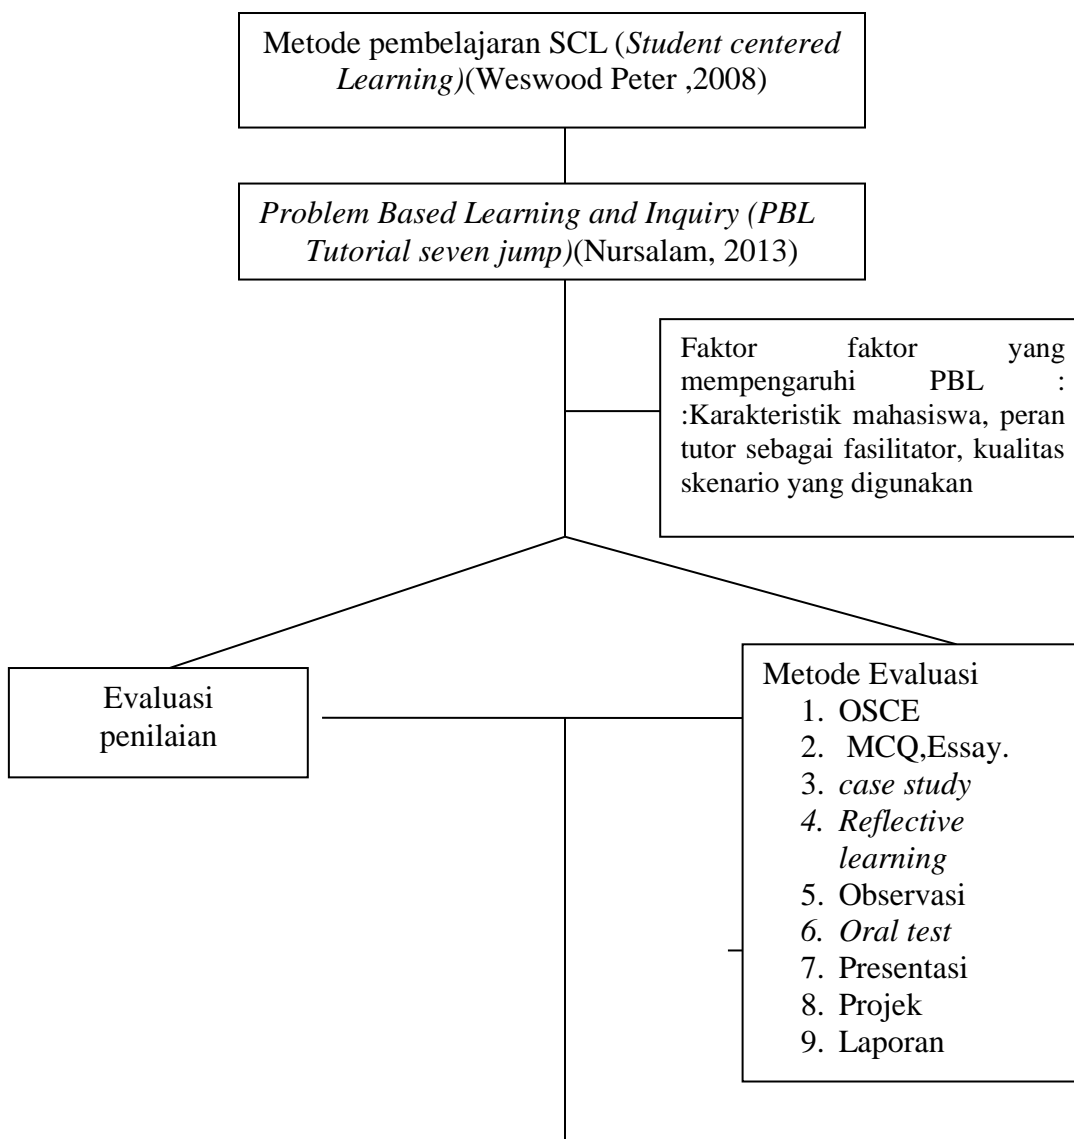 Metode pembelajaran SCL (Student centered
Learning)(Weswood Peter ,2008)
Problem Based Learning and Inquiry (PBL
Tutorial seven jump)(Nursalam, 2013)
Faktor faktor yang
mempengaruhi PBL :
:Karakteristik mahasiswa, peran
tutor sebagai fasilitator, kualitas
skenario yang digunakan
Evaluasi
penilaian
Metode Evaluasi
1. OSCE
2. MCQ,Essay.
3. case study
4. Reflective
learning
5. Observasi
6. Oral test
7. Presentasi
8. Projek
9. Laporan